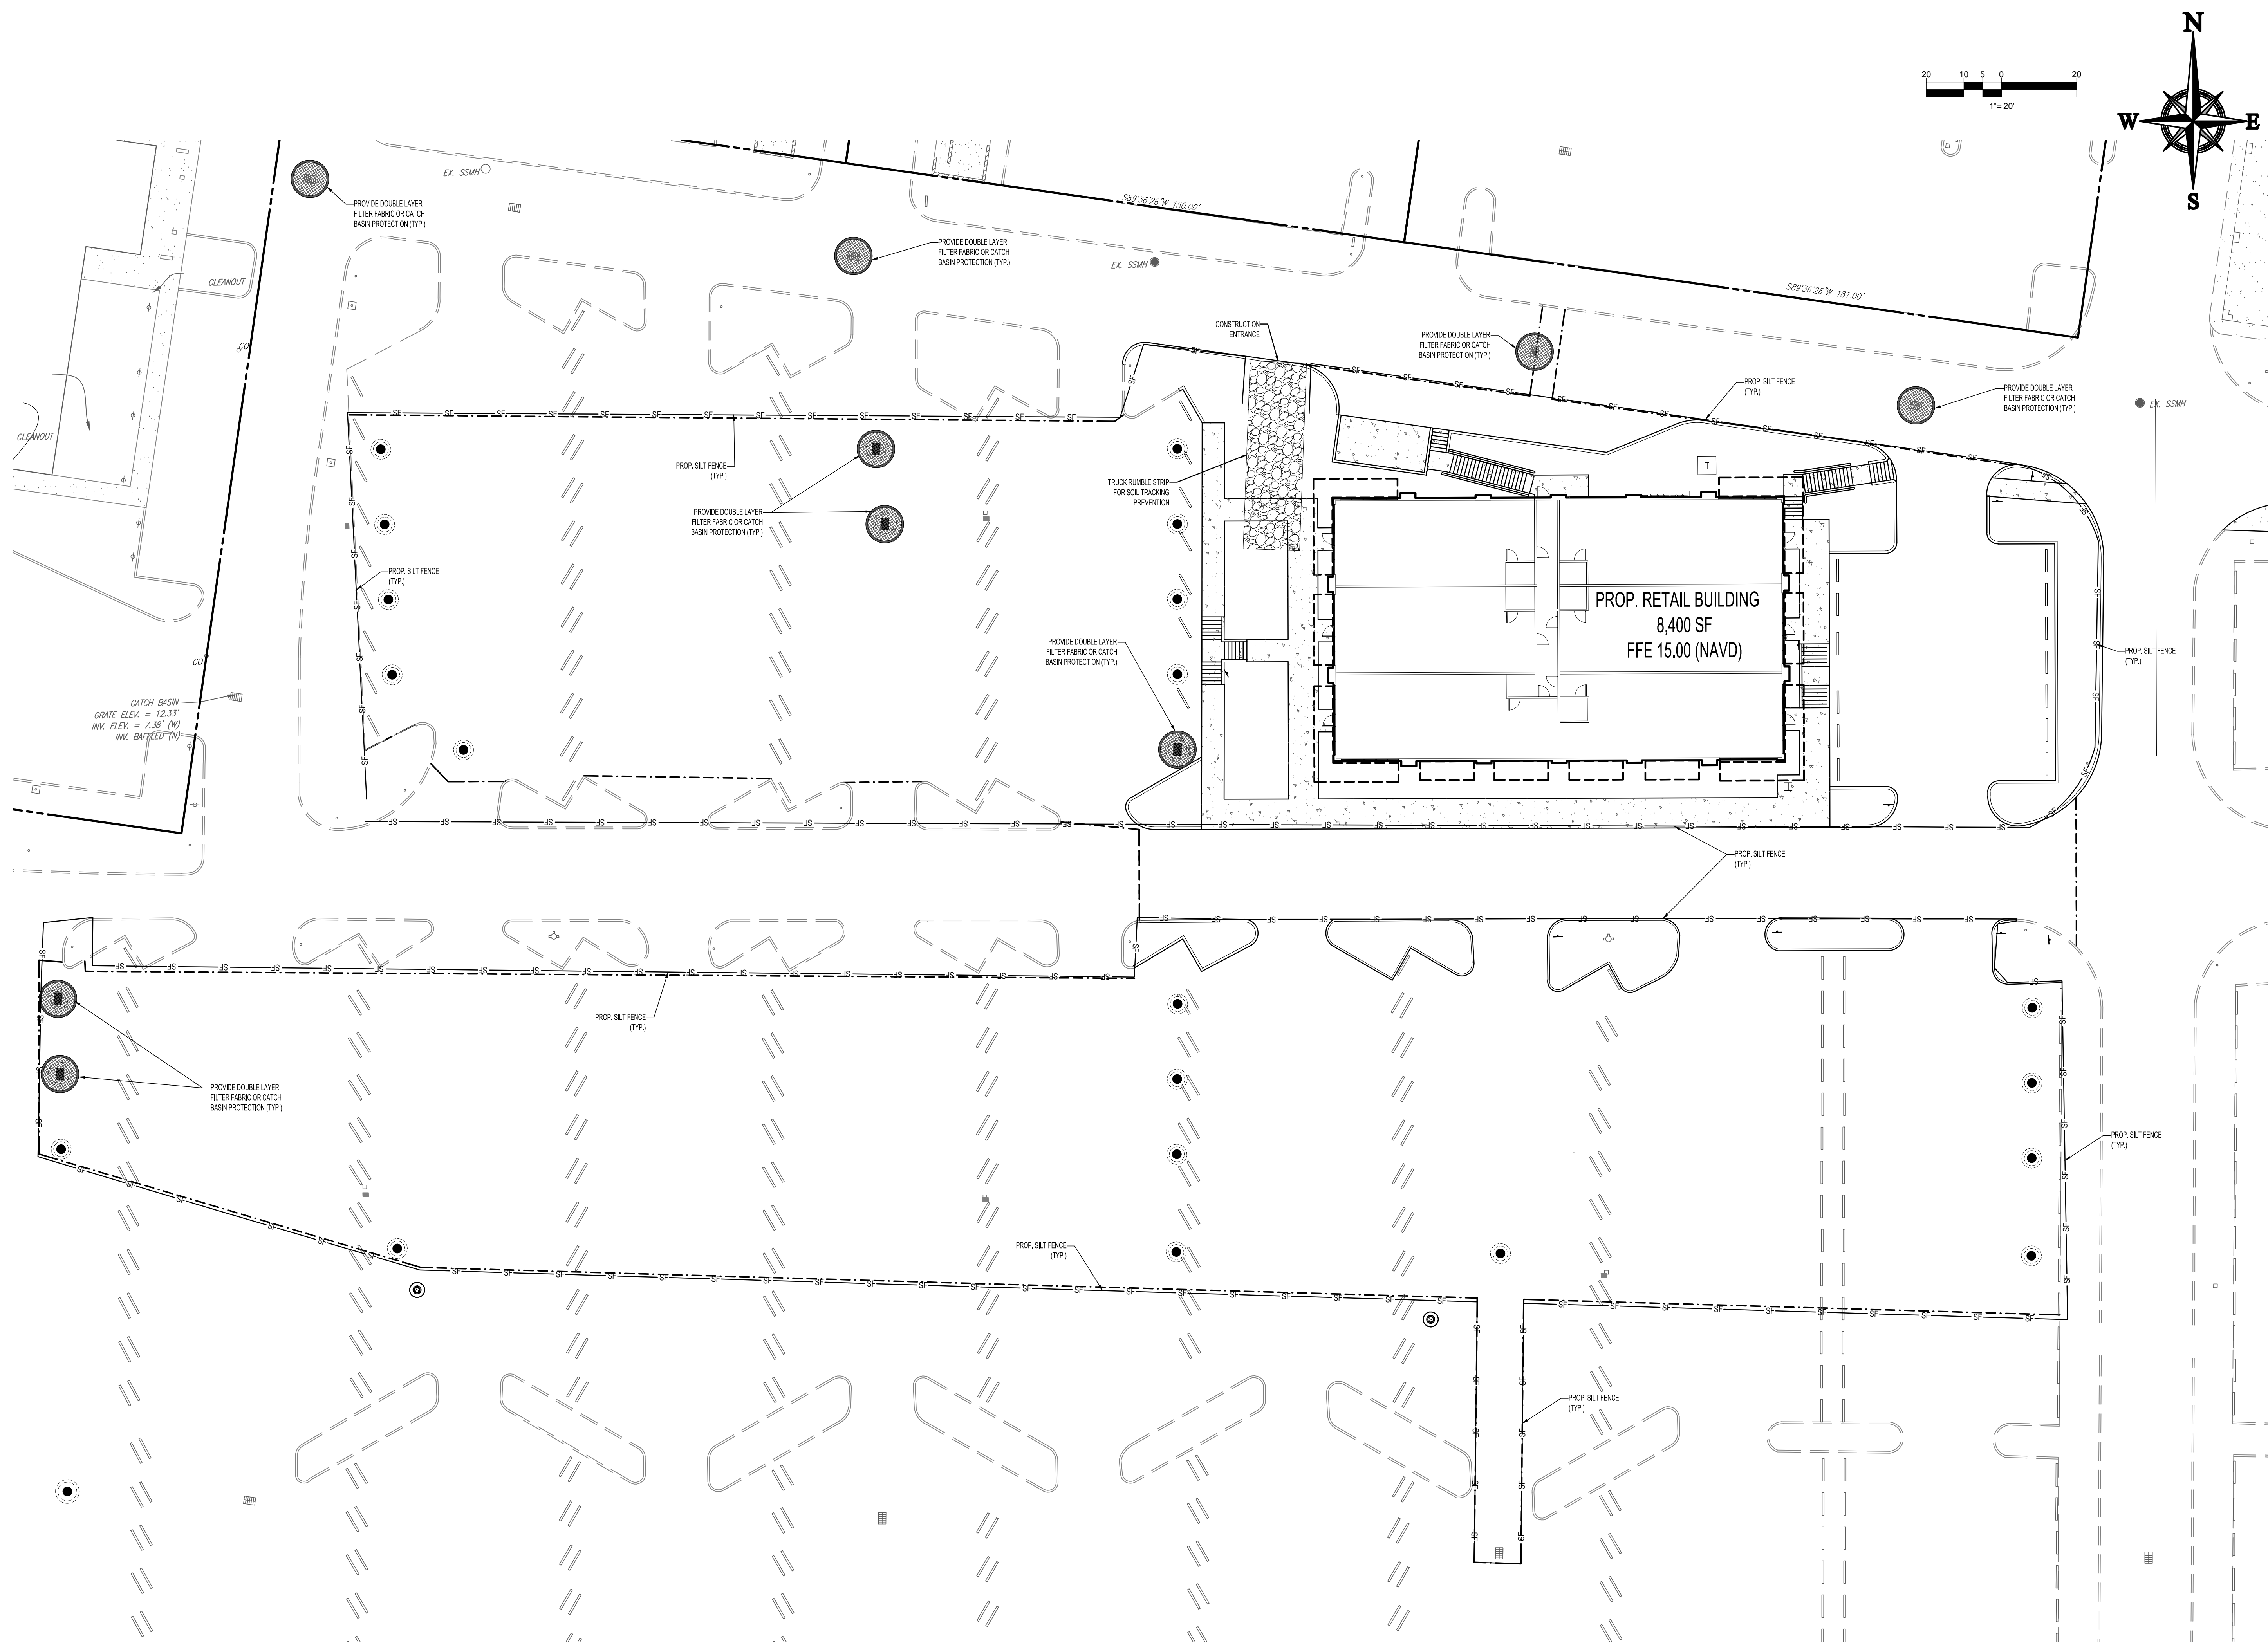 N
W
E
S
20 10 5 0 20
1"= 20'
EX. SSMH
PROVIDE DOUBLE LAYER
FILTER FABRIC OR CATCH
BASIN PROTECTION (TYP.)
S89°36'26"W 150.00'
PROVIDE DOUBLE LAYER
FILTER FABRIC OR CATCH
BASIN PROTECTION (TYP.)
EX. SSMH
CLEANOUT
S89°36'26"W 181.00'
CONSTRUCTION
ENTRANCE
PROVIDE DOUBLE LAYER
FILTER FABRIC OR CATCH
BASIN PROTECTION (TYP.)
CO
PROP. SILT FENCE
(TYP.)
PROVIDE DOUBLE LAYER
FILTER FABRIC OR CATCH
BASIN PROTECTION (TYP.)
EX. SSMH
CLEANOUT
PROP. SILT FENCE
(TYP.)
T
TRUCK RUMBLE STRIP
FOR SOIL TRACKING
PREVENTION
PROVIDE DOUBLE LAYER
FILTER FABRIC OR CATCH
BASIN PROTECTION (TYP.)
PROP. SILT FENCE
(TYP.)
PROP. RETAIL BUILDING
8,400 SF
FFE 15.00 (NAVD)
PROVIDE DOUBLE LAYER
FILTER FABRIC OR CATCH
BASIN PROTECTION (TYP.)
PROP. SILT FENCE
(TYP.)
CO
CATCH BASIN
GRATE ELEV. = 12.33'
INV. ELEV. = 7.38' (W)
INV. BAFFLED (N)
PROP. SILT FENCE
(TYP.)
PROP. SILT FENCE
(TYP.)
PROVIDE DOUBLE LAYER
FILTER FABRIC OR CATCH
BASIN PROTECTION (TYP.)
PROP. SILT FENCE
(TYP.)
PROP. SILT FENCE
(TYP.)
PROP. SILT FENCE
(TYP.)
SF